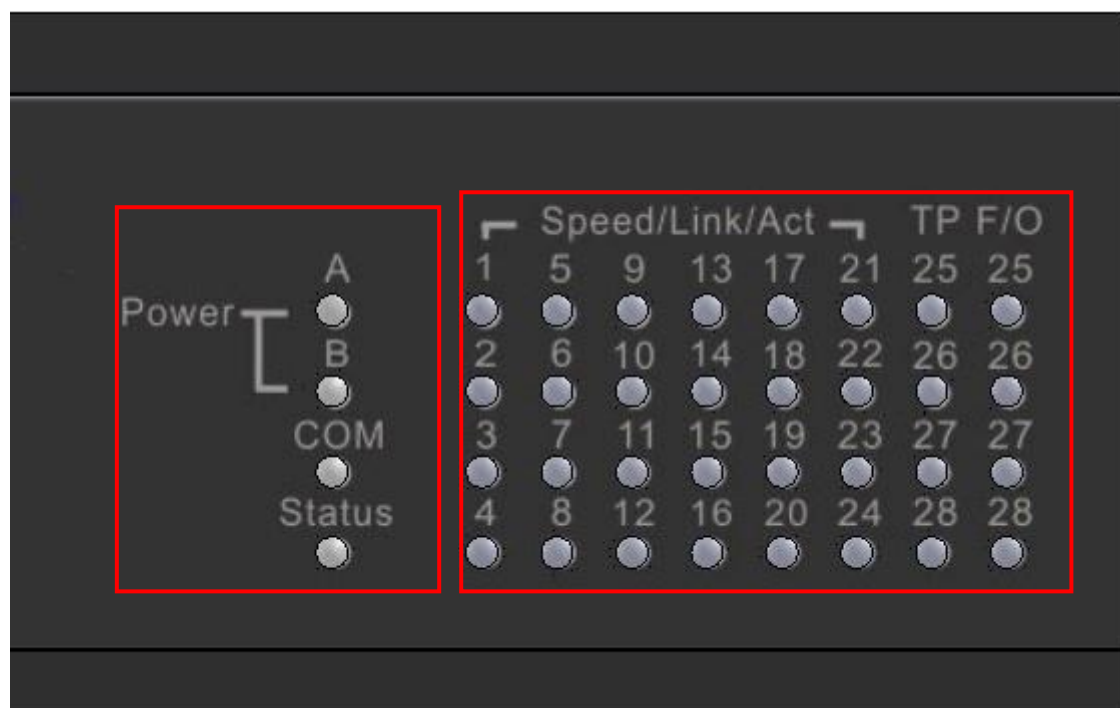 A
Power
B
COM
Status
Speed/Link/Act TP F/O
1 5 9 13 17 21 25 25
2 6 10 14 18 22 26 26
3 7 11 15 19 23 27 27
4 8 12 16 20 24 28 28